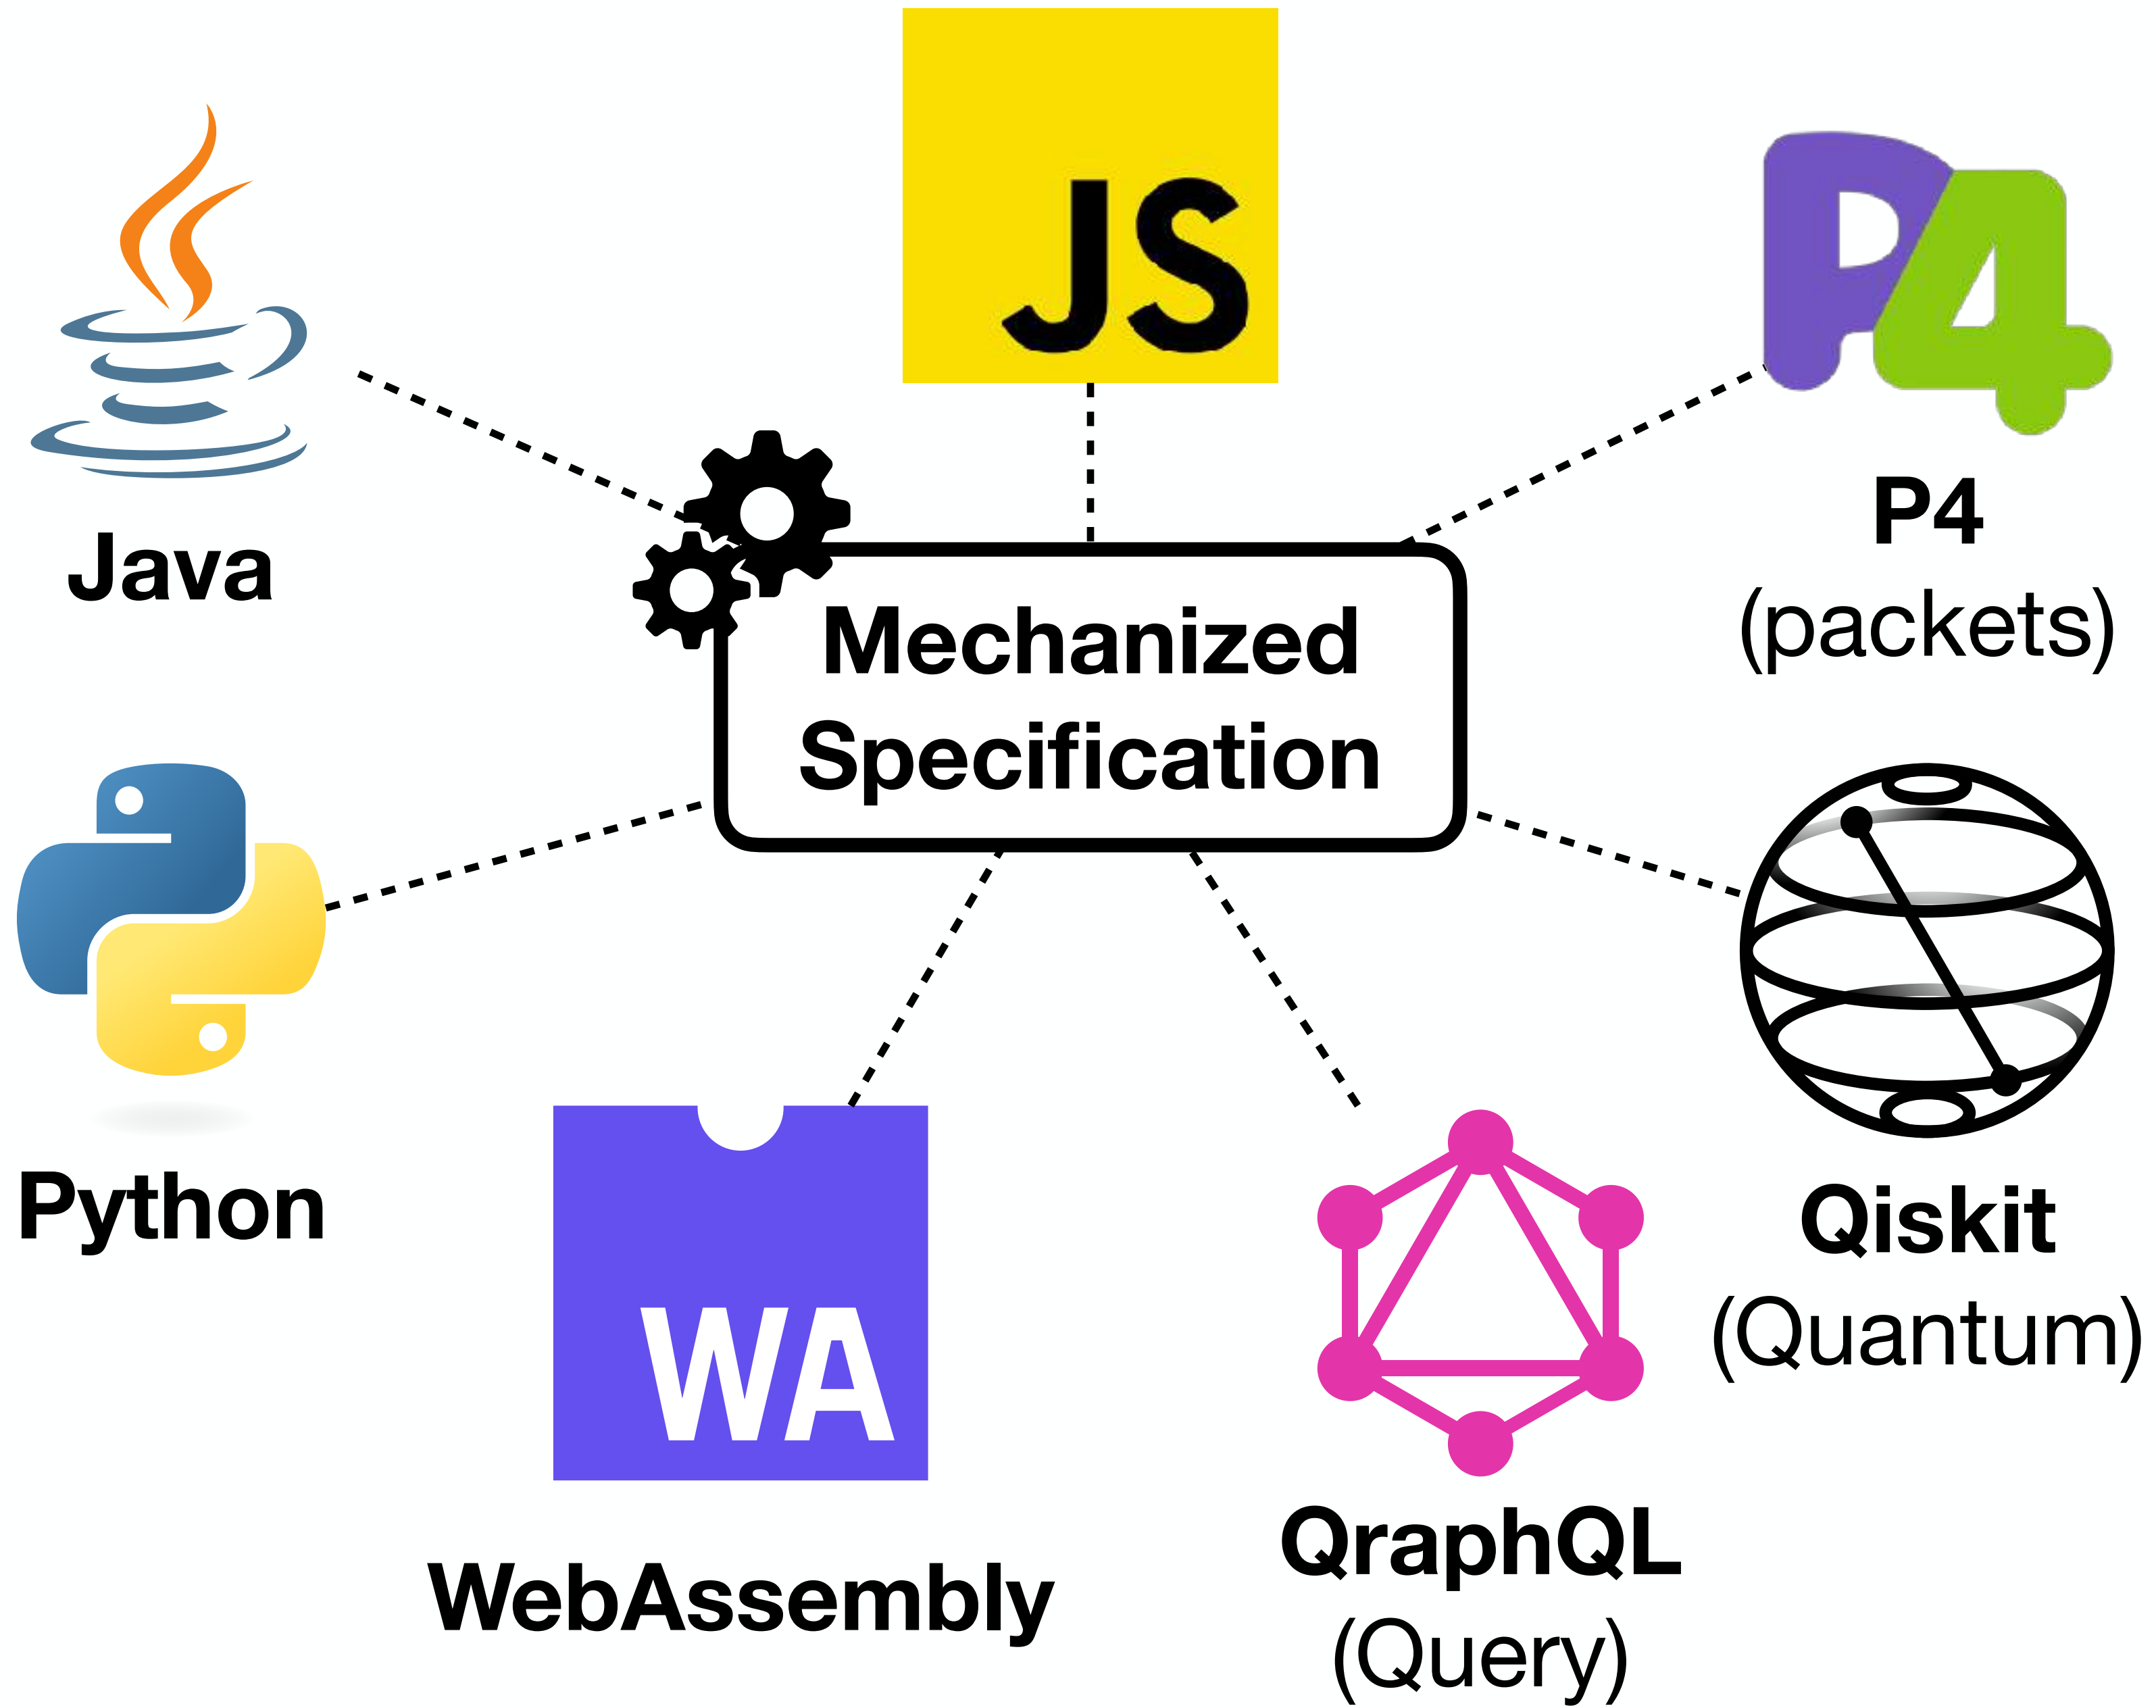 JS
Java
P4
(packets)
Mechanized
Specification
Python
Qiskit
(Quantum)
WA
WebAssembly
QraphQL
(Query)